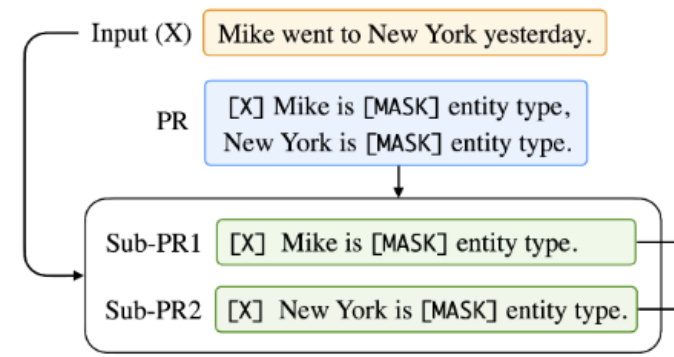 Input (X) Mike went to New York yesterday.
PR
[X] Mike is [MASK] entity type,
New York is [MASK] entity type.
Sub-PR1 [X] Mike is [MASK] entity type.
Sub-PR2 [X] New York is [MASK] entity type.